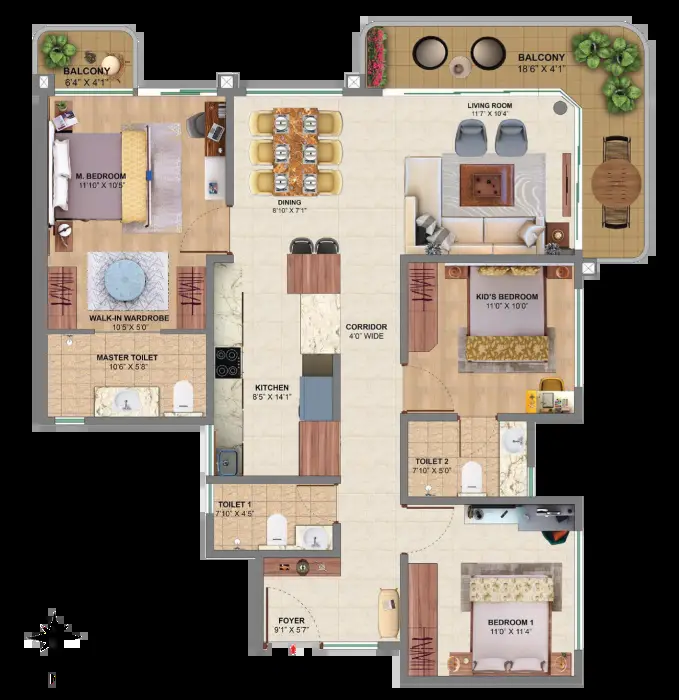 BALCONY
6'4" X 4'1"
BALCONY
18'6" X 4'1"
LIVING ROOM
11'7" X 10'4"
M. BEDROOM
11'10" X 10'5"
DINING
8'10" X 7'1"
KID'S BEDROOM
11'0" X 10'0"
WALK-IN WARDROBE
10'5" X 5'0"
CORRIDOR
4'0" WIDE
MASTER TOILET
10'6" X 5'8"
KITCHEN
8'5" X 14'1"
TOILET 2
7'10" X 5'0"
TOILET 1
7'10" X 4'5"
FOYER
9'1" X 5'7"
BEDROOM 1
11'0' X 11'4"